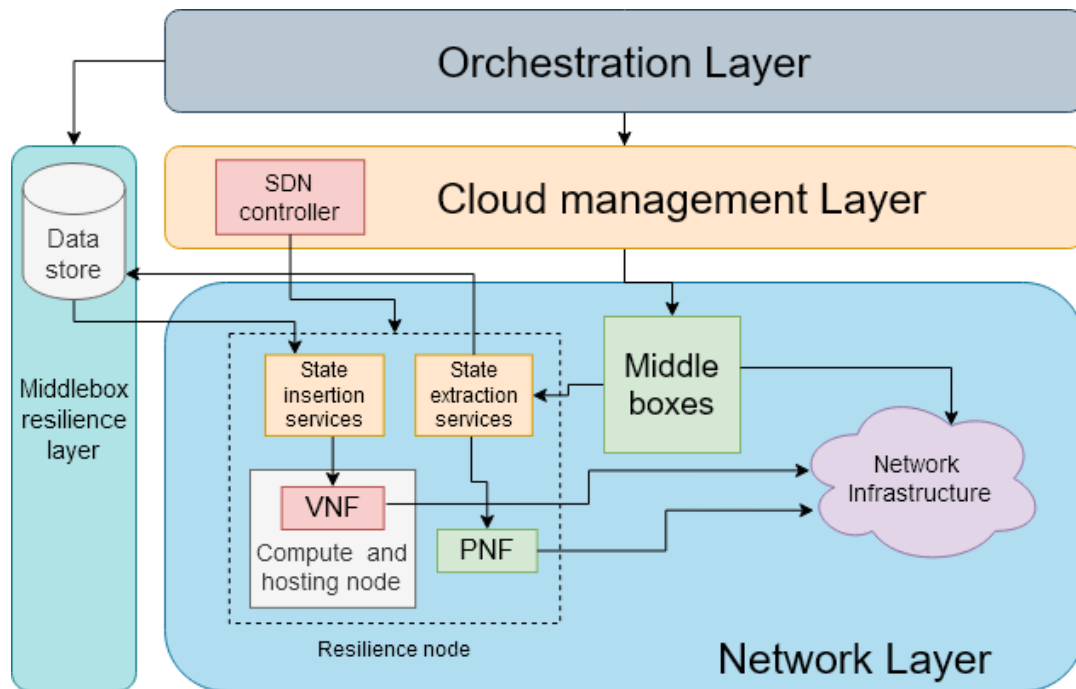 Orchestration Layer
SDN
controller
Cloud management Layer
Data
store
Middlebox
resilience
layer
State
insertion
services
State
extraction
services
Middle
boxes
Network
Infrastructure
VNF
Compute and
hosting node
PNF
Resilience node
Network Layer